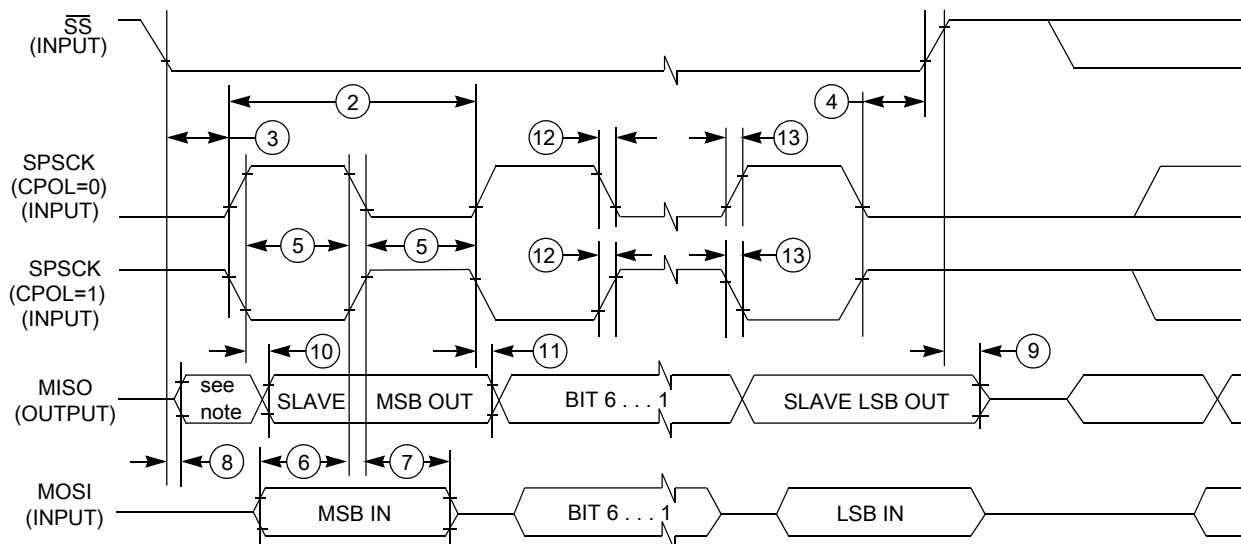 SS
(INPUT)
2
4
3
12
13
SPSCK
(CPOL=0)
(INPUT)
5
5
12
13
SPSCK
(CPOL=1)
(INPUT)
10
11
9
MISO
(OUTPUT)
see
note
SLAVE
MSB OUT
BIT 6 . . . 1
SLAVE LSB OUT
8
6
7
MOSI
(INPUT)
MSB IN
BIT 6 . . . 1
LSB IN